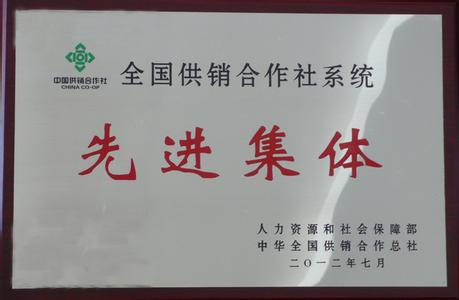 全国供销合作社系统
中国供销合作社
CHINA CO-OP
先进集体
人力资源和社会保障部
中华全国供销合作总社
二〇一二年七月